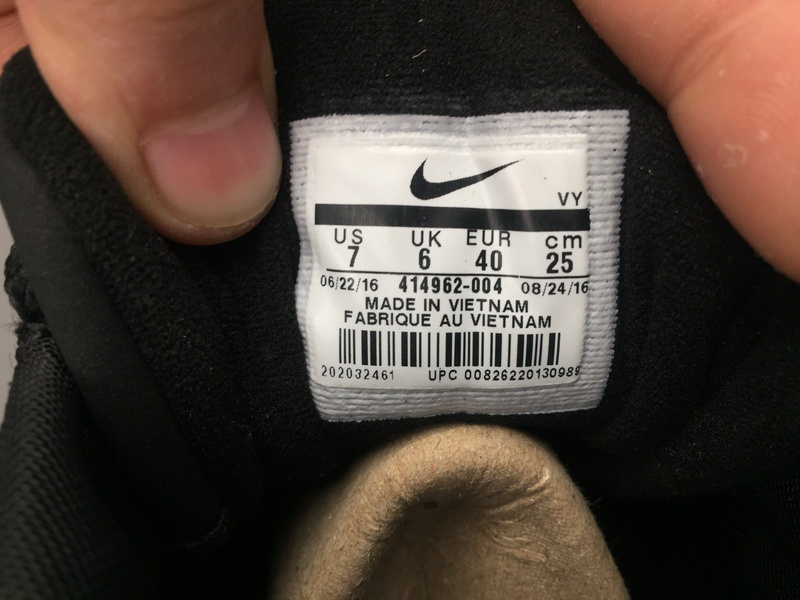 VY
US UK EUR cm
7 6 40 25
06/22/16 414962-004 08/24/16
MADE IN VIETNAM
FABRIQUE AU VIETNAM
202032461 UPC 00826220130989